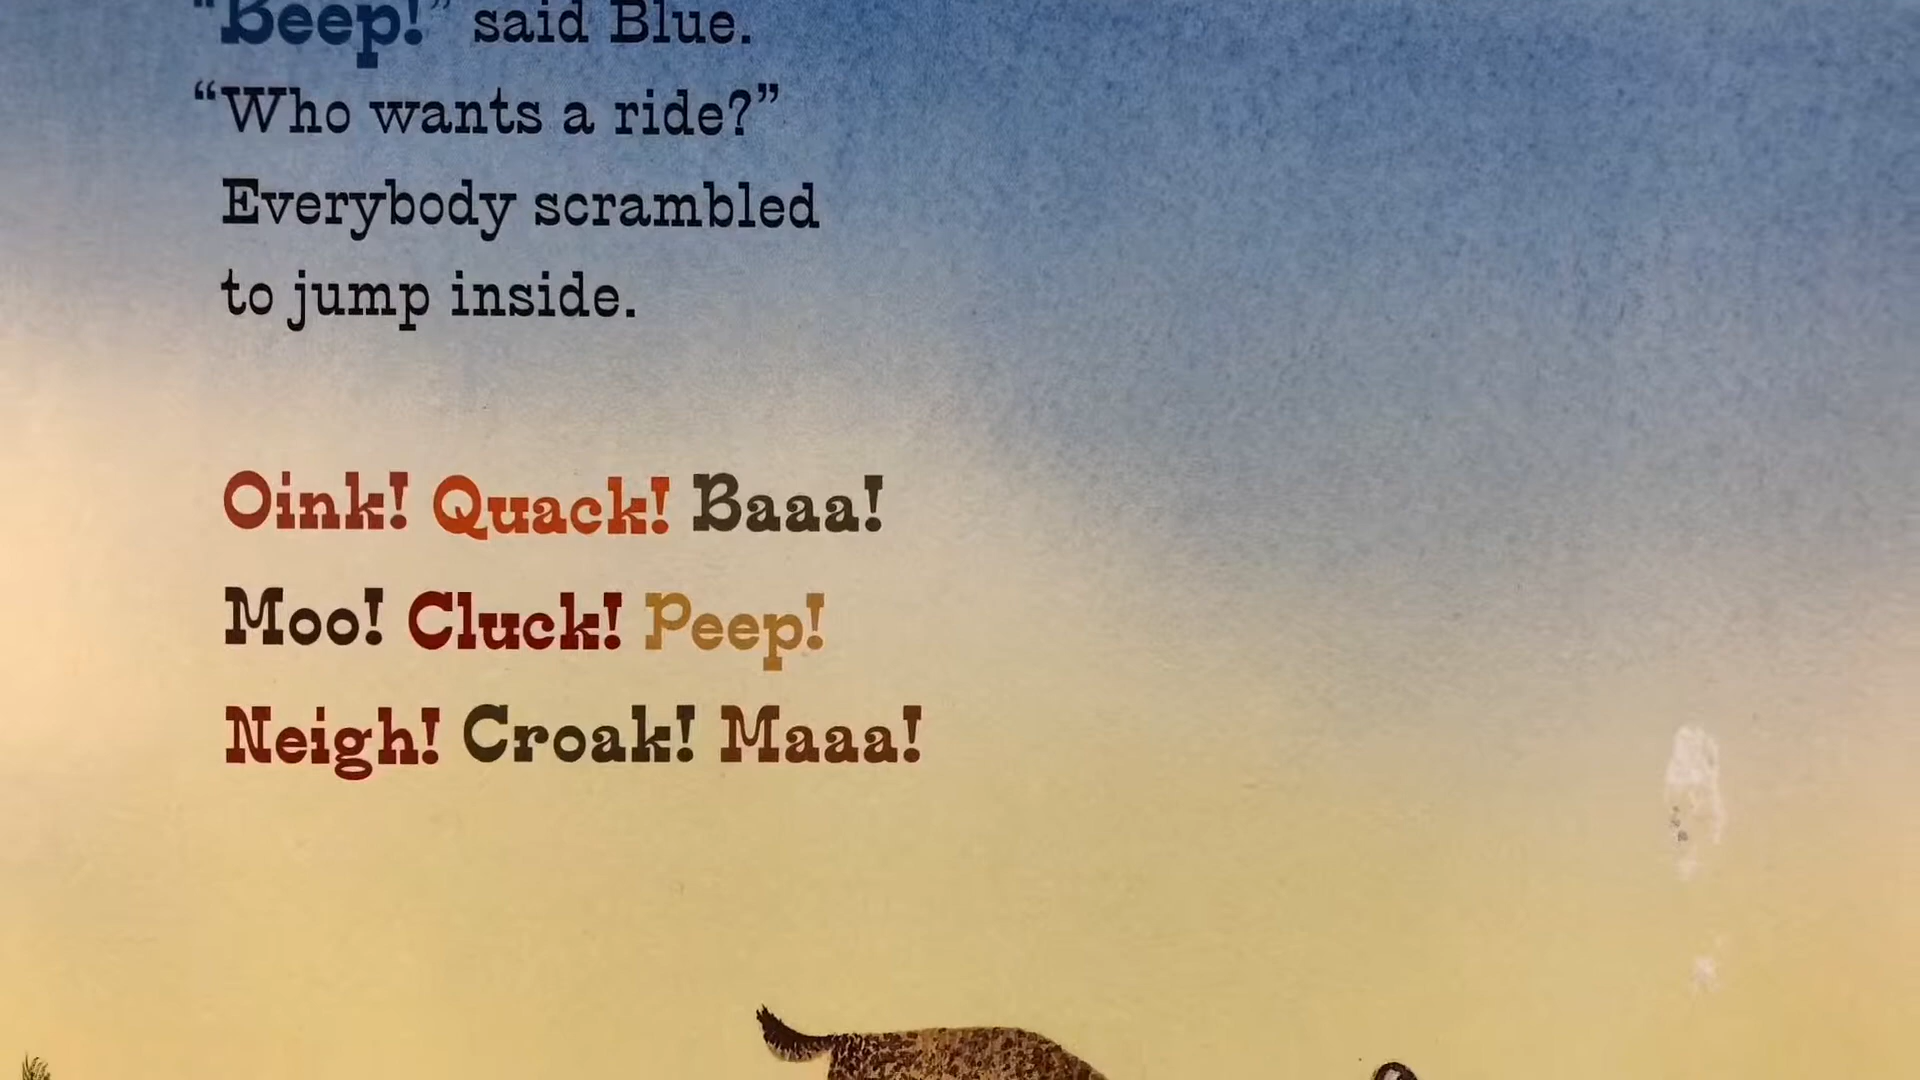 “Beep!” said Blue.
“Who wants a ride?”
Everybody scrambled
to jump inside.
Oink! Quack! Baaa!
Moo! Cluck! Peep!
Neigh! Croak! Maaa!